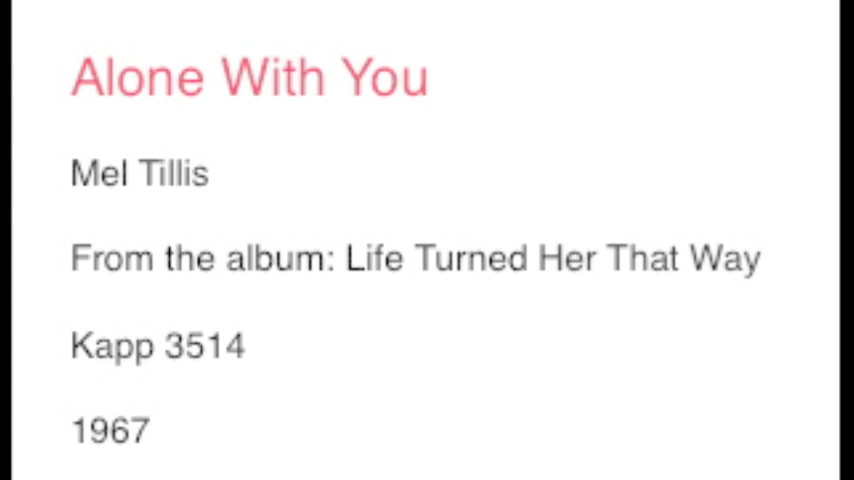 Alone With You
Mel Tillis
From the album: Life Turned Her That Way
Kapp 3514
1967